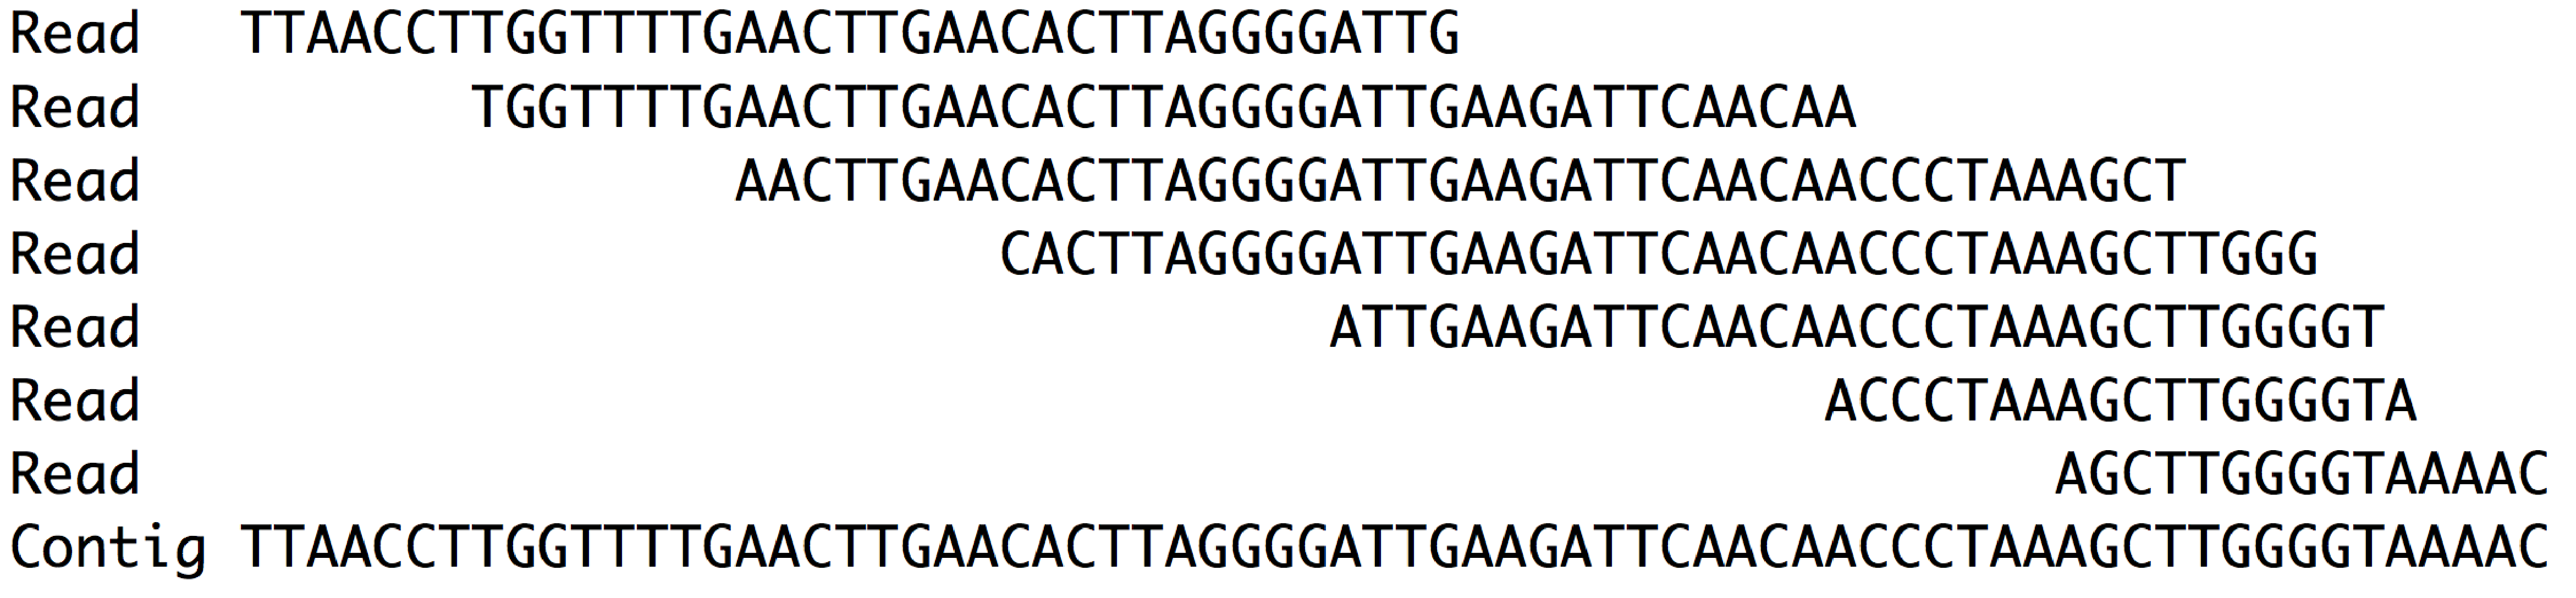 Read TTAACCTTGGTTTTGAACTTGAACACTTAGGGGATTG
Read TGGTTTTGAACTTGAACACTTAGGGGATTGAAGATTCAACAA
Read AACTTGAACACTTAGGGGATTGAAGATTCAACAACCCTAAAGCT
Read CACTTAGGGGATTGAAGATTCAACAACCCTAAAGCTTGGG
Read ATTGAAGATTCAACAACCCTAAAGCTTGGGGT
Read ACCCTAAAGCTTGGGGTA
Read AGCTTGGGGTAAAAC
Contig TTAACCTTGGTTTTGAACTTGAACACTTAGGGGATTGAAGATTCAACAACCCTAAAGCTTGGGGTAAAAC